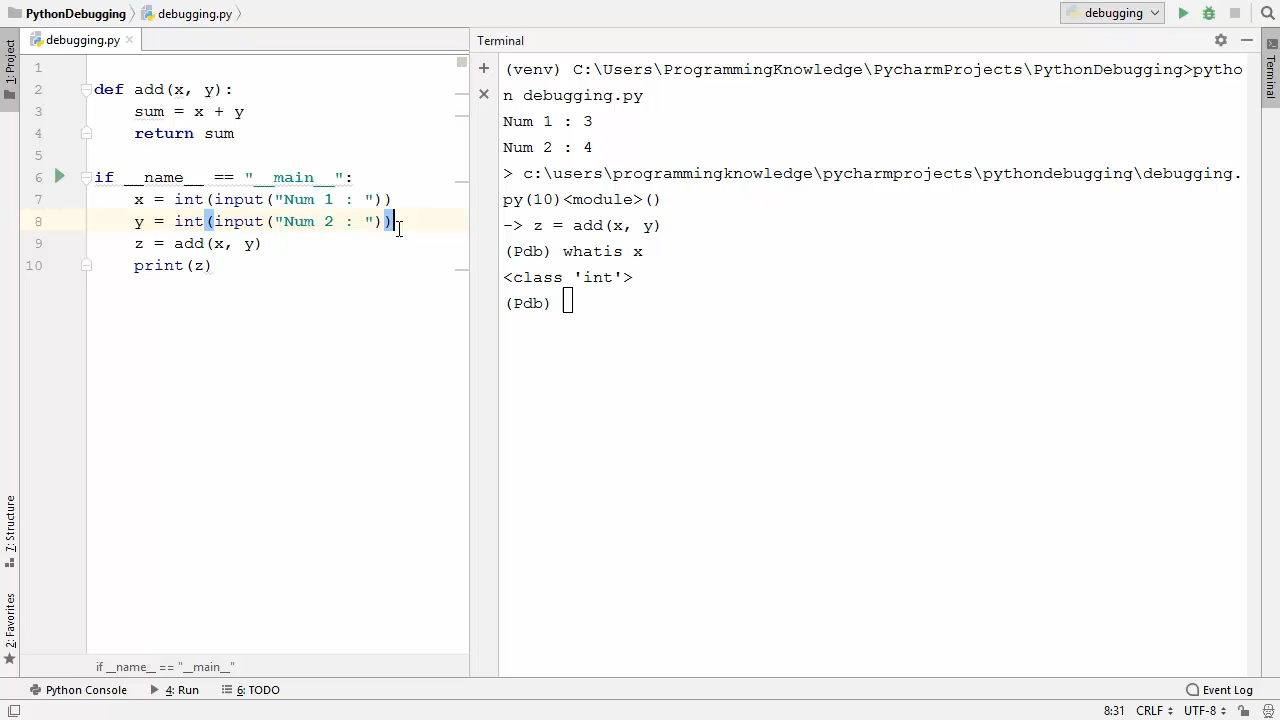 PythonDebugging debugging.py
debugging
debugging.py
Terminal
1: Project
1
2 def add(x, y):
3 sum = x + y
4 return sum
5
6 if __name__ == "__main__":
7 x = int(input("Num 1 : "))
8 y = int(input("Num 2 : "))
9 z = add(x, y)
10 print(z)
(venv) C:\Users\ProgrammingKnowledge\PycharmProjects\PythonDebugging>pytho
n debugging.py
Num 1 : 3
Num 2 : 4
> c:\users\programmingknowledge\pycharmprojects\pythondebugging\debugging.
py(10)<module>()
-> z = add(x, y)
(Pdb) whatis x
<class 'int'>
(Pdb)
Terminal
7: Structure
2: Favorites
if __name__ == "__main__"
Python Console 4: Run 6: TODO Event Log
8:31 CRLF UTF-8